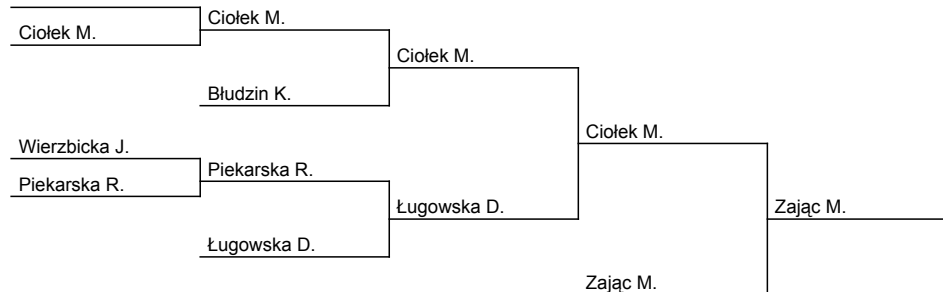 Ciołek M.
Ciołek M.
Ciołek M.
Błudzin K.
Ciołek M.
Wierzbicka J.
Piekarska R.
Piekarska R.
Ługowska D.
Zając M.
Ługowska D.
Zając M.